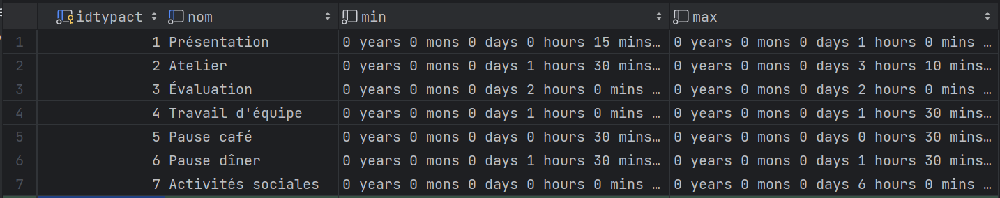 idtypact nom min max
1 1 Présentation 0 years 0 mons 0 days 0 hours 15 mins… 0 years 0 mons 0 days 1 hours 0 mins …
2 2 Atelier 0 years 0 mons 0 days 1 hours 30 mins… 0 years 0 mons 0 days 3 hours 10 mins…
3 3 Évaluation 0 years 0 mons 0 days 2 hours 0 mins … 0 years 0 mons 0 days 2 hours 0 mins …
4 4 Travail d'équipe 0 years 0 mons 0 days 1 hours 0 mins … 0 years 0 mons 0 days 1 hours 30 mins…
5 5 Pause café 0 years 0 mons 0 days 0 hours 30 mins… 0 years 0 mons 0 days 0 hours 30 mins…
6 6 Pause dîner 0 years 0 mons 0 days 1 hours 30 mins… 0 years 0 mons 0 days 1 hours 30 mins…
7 7 Activités sociales 0 years 0 mons 0 days 0 hours 0 mins … 0 years 0 mons 0 days 6 hours 0 mins …